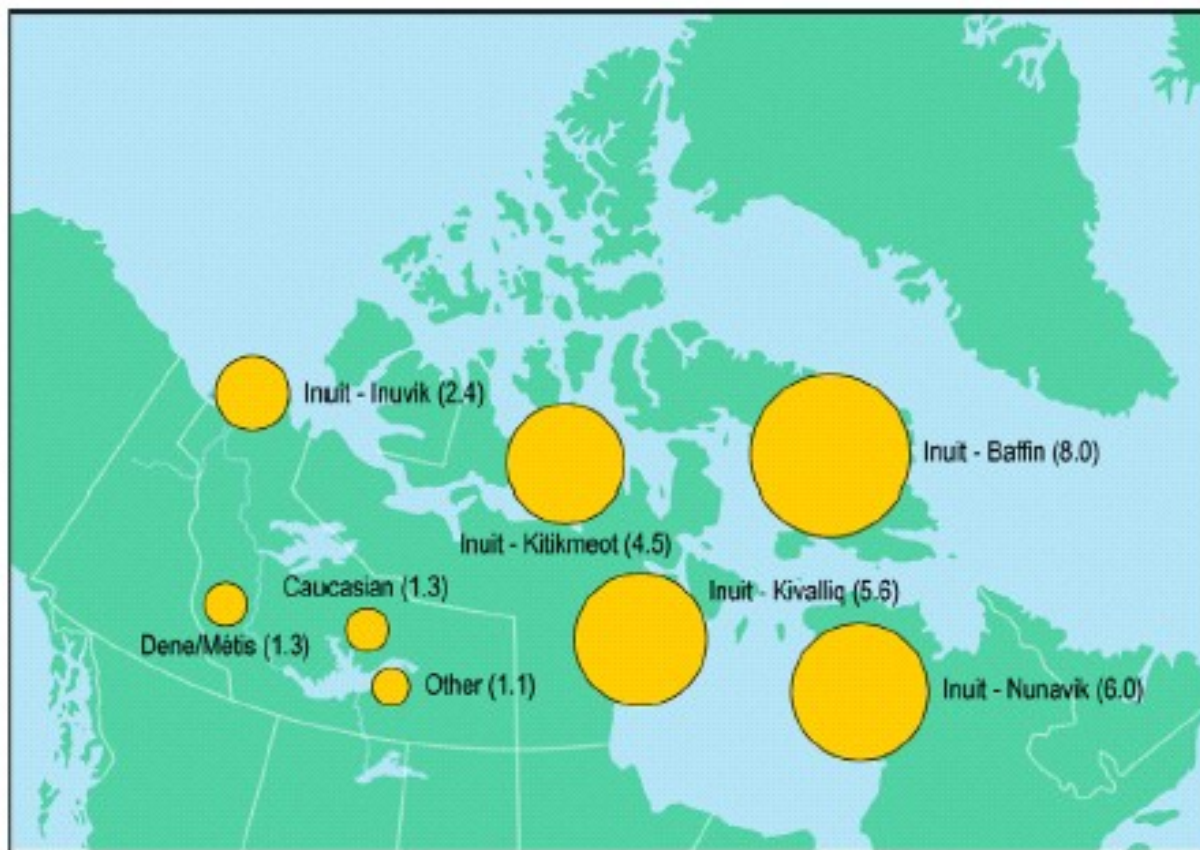 Inuit - Inuvik (2.4)
Inuit - Baffin (8.0)
Inuit - Kitikmeot (4.5)
Caucasian (1.3)
Inuit - Kivalliq (5.6)
Dene/Métis (1.3)
Other (1.1)
Inuit - Nunavik (6.0)